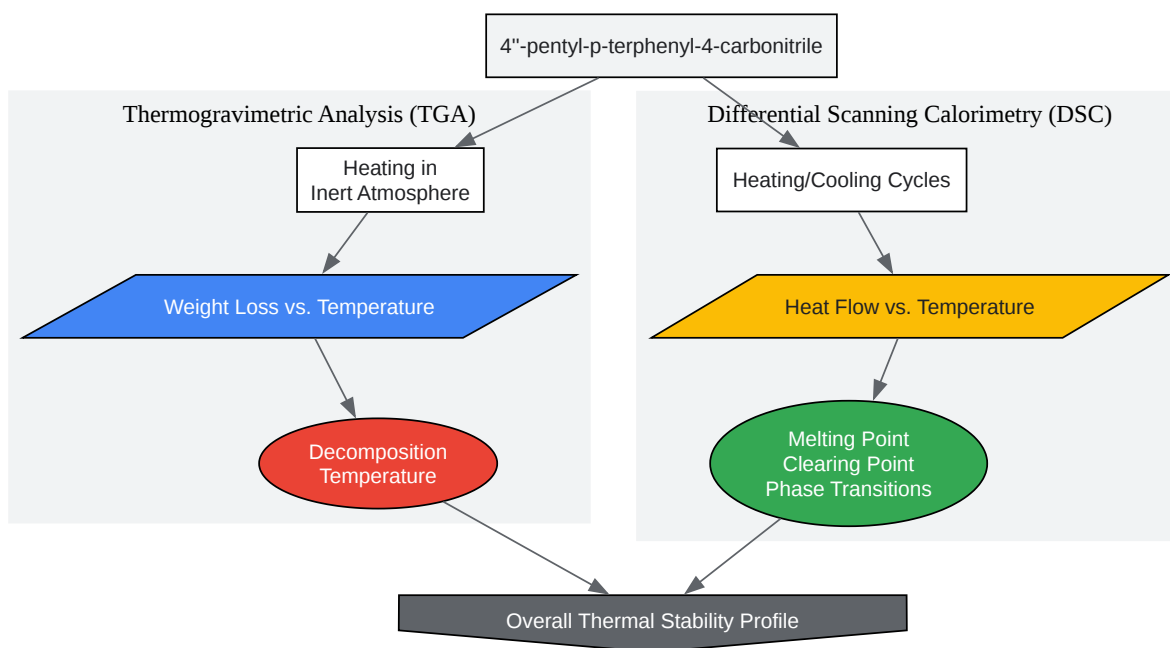 4''-pentyl-p-terphenyl-4-carbonitrile
Thermogravimetric Analysis (TGA)
Differential Scanning Calorimetry (DSC)
Heating in
Inert Atmosphere
Heating/Cooling Cycles
Weight Loss vs. Temperature
Heat Flow vs. Temperature
Decomposition
Temperature
Melting Point
Clearing Point
Phase Transitions
Overall Thermal Stability Profile